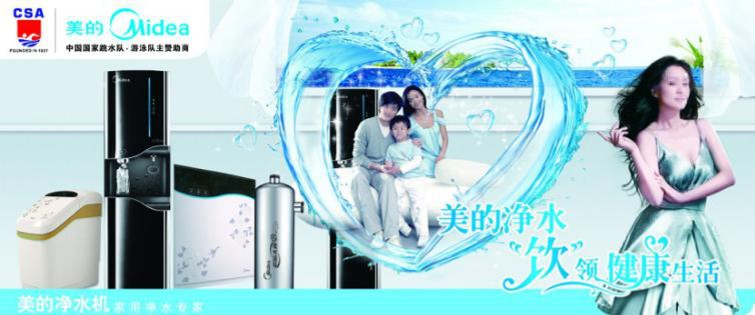 CSA
FOUNDED IN 1957
美的 Midea
中国国家跳水队·游泳队主赞助商
Midea
美的净水
“饮”领健康生活
美的净水机 家用净水专家